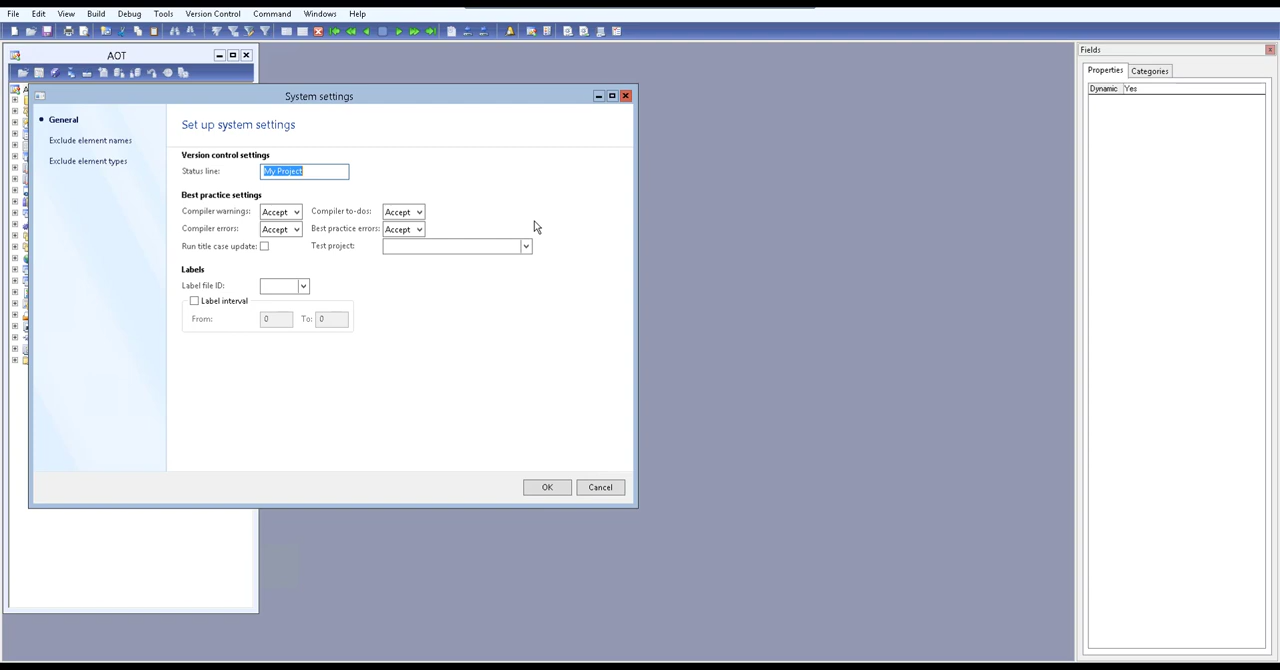 File Edit View Build Debug Tools Version Control Command Windows Help
AOT
Fields
Properties Categories
Dynamic Yes
System settings
General
Exclude element names
Exclude element types
Set up system settings
Version control settings
Status line: My Project
Best practice settings
Compiler warnings: Accept Compiler to-dos: Accept
Compiler errors: Accept Best practice errors: Accept
Run title case update: Test project:
Labels
Label file ID:
Label interval
From: 0 To: 0
OK Cancel